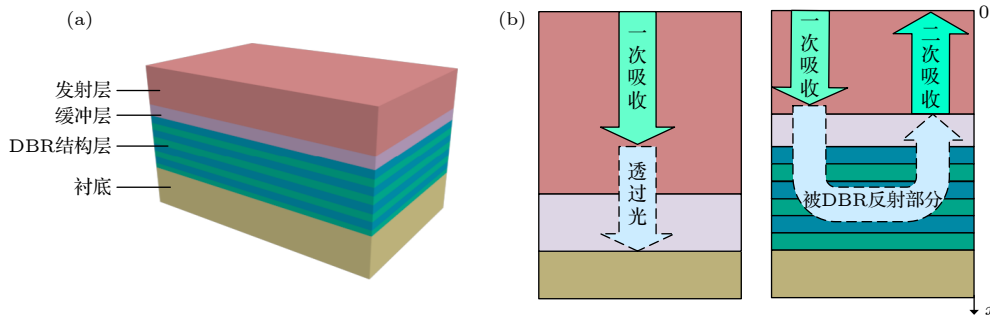 (a)
发射层
缓冲层
DBR结构层
衬底
(b)
一次吸收
透过光
一次吸收
二次吸收
被DBR反射部分
0
x